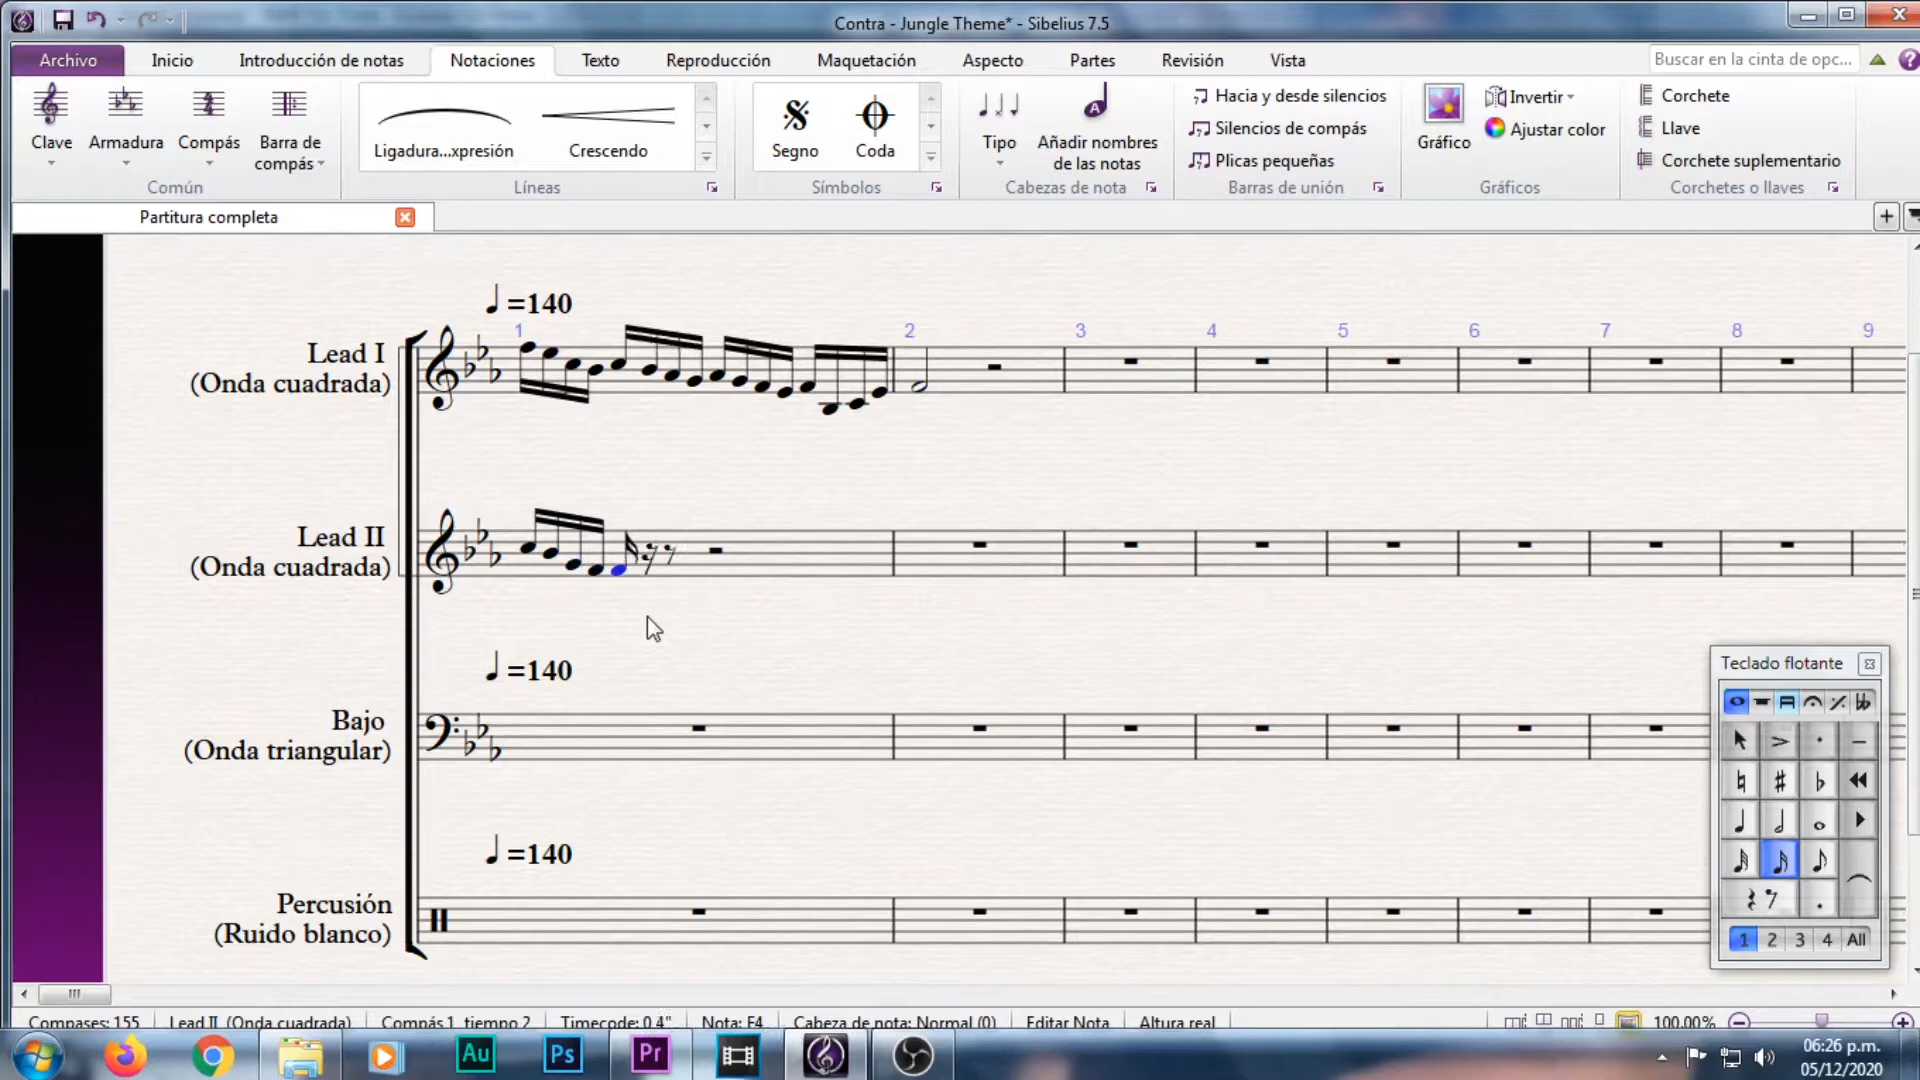 Contra - Jungle Theme* - Sibelius 7.5
Archivo Inicio Introducción de notas Notaciones Texto Reproducción Maquetación Aspecto Partes Revisión Vista Buscar en la cinta de opc...
Clave Armadura Compás Barra de compás
Común
Ligadura...xpresión Crescendo
Líneas
Segno Coda
Símbolos
Tipo Añadir nombres de las notas
Cabezas de nota
Hacia y desde silencios
Silencios de compás
Plicas pequeñas
Barras de unión
Gráfico Invertir
Ajustar color
Gráficos
Corchete
Llave
Corchete suplementario
Corchetes o llaves
Partitura completa
=140
1 2 3 4 5 6 7 8 9
Lead I
(Onda cuadrada)
Lead II
(Onda cuadrada)
=140
Bajo
(Onda triangular)
=140
Percusión
(Ruido blanco)
Teclado flotante
1 2 3 4 All
Compases: 155 Lead II (Onda cuadrada) Compás 1, tiempo 2 Timecode: 0.4" Nota: F4 Cabeza de nota: Normal (0) Editar Nota Altura real 100.00%
Au Ps Pr
06:26 p.m.
05/12/2020